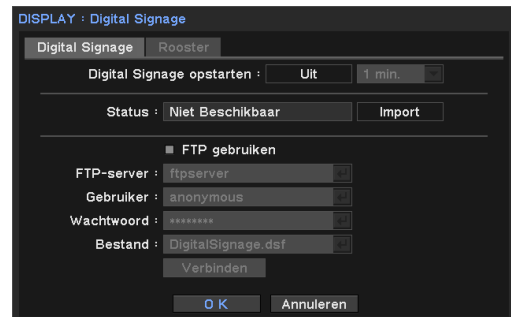 DISPLAY : Digital Signage
Digital Signage Rooster
Digital Signage opstarten : Uit 1 min.
Status : Niet Beschikbaar Import
FTP gebruiken
FTP-server : ftpserver
Gebruiker : anonymous
Wachtwoord : ********
Bestand : DigitalSignage.dsf
Verbinden
OK Annuleren